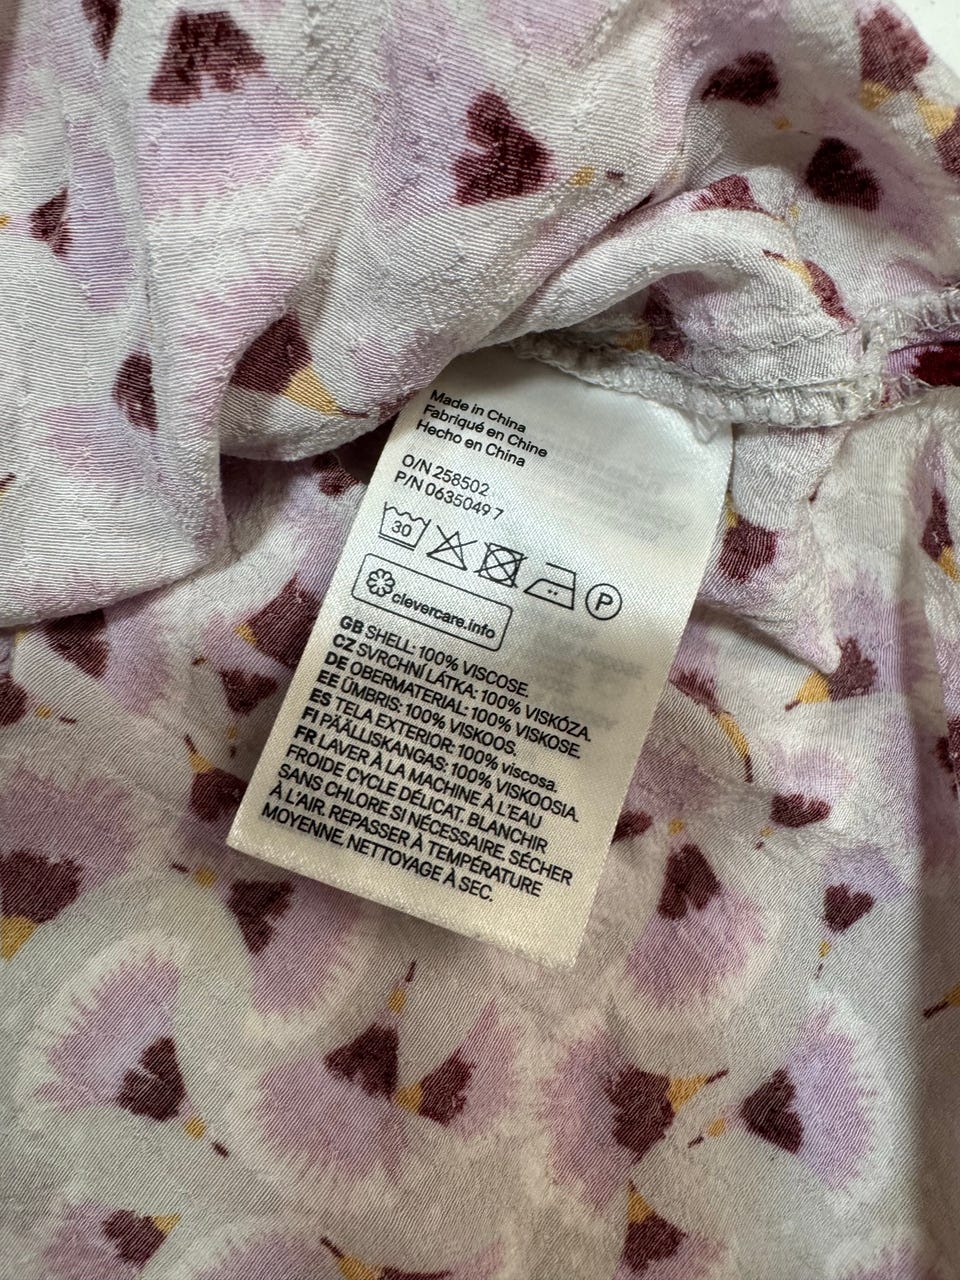 Made in China
Fabriqué en Chine
Hecho en China
O/N 258502
P/N 06350497
30
P
clevercare.info
GB SHELL: 100% VISCOSE.
CZ SVRCHNÍ LÁTKA: 100% VISKÓZA.
DE OBERMATERIAL: 100% VISKOSE.
EE ÜMBRIS: 100% VISKOOS.
ES TELA EXTERIOR: 100% viscosa.
FI PÄÄLLISKANGAS: 100% VISKOOSIA.
FR LAVER À LA MACHINE À L'EAU
FROIDE CYCLE DÉLICAT. BLANCHIR
SANS CHLORE SI NÉCESSAIRE. SÉCHER
À L'AIR. REPASSER À TEMPÉRATURE
MOYENNE. NETTOYAGE À SEC.